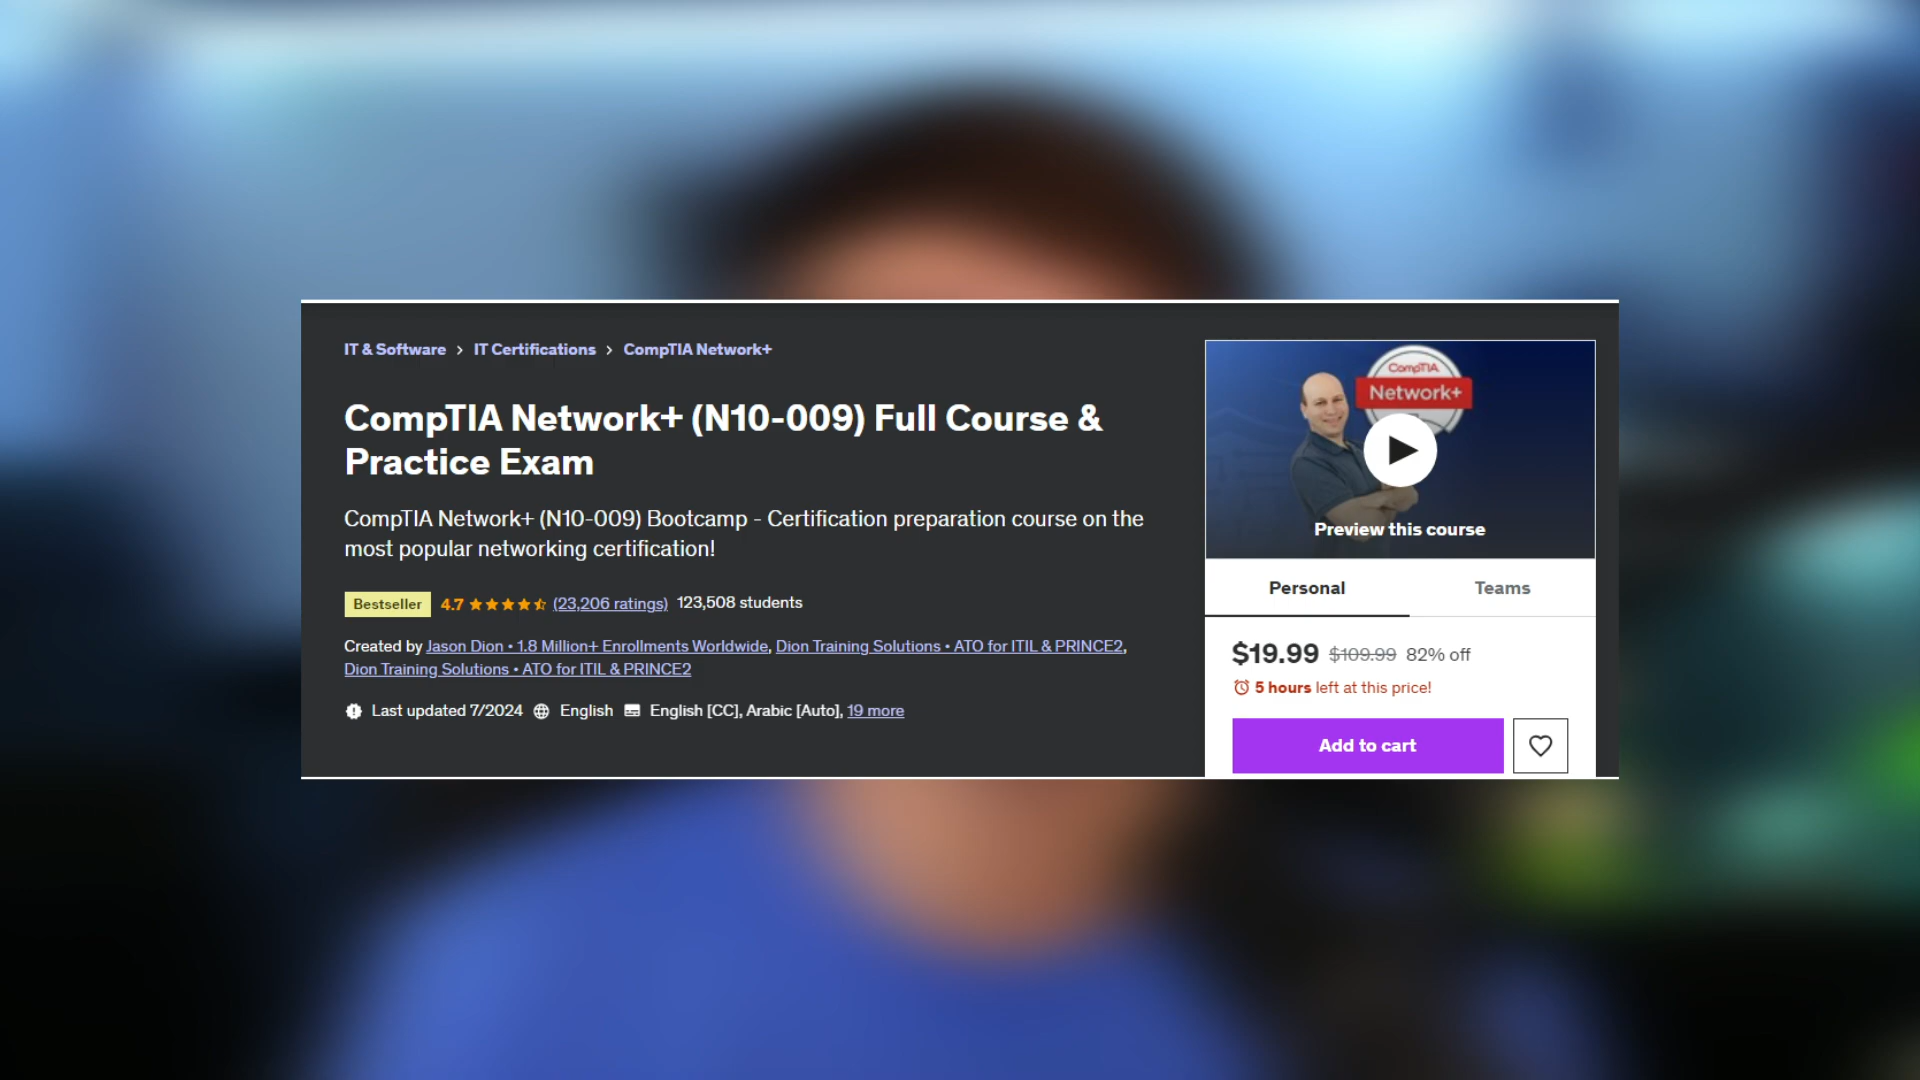 IT & Software > IT Certifications > CompTIA Network+
CompTIA Network+ (N10-009) Full Course &
Practice Exam
CompTIA Network+ (N10-009) Bootcamp - Certification preparation course on the
most popular networking certification!
Bestseller 4.7 (23,206 ratings) 123,508 students
Created by Jason Dion • 1.8 Million+ Enrollments Worldwide, Dion Training Solutions • ATO for ITIL & PRINCE2,
Dion Training Solutions • ATO for ITIL & PRINCE2
Last updated 7/2024 English English [CC], Arabic [Auto], 19 more
CompTIA
Network+
Preview this course
Personal Teams
$19.99 $109.99 82% off
5 hours left at this price!
Add to cart